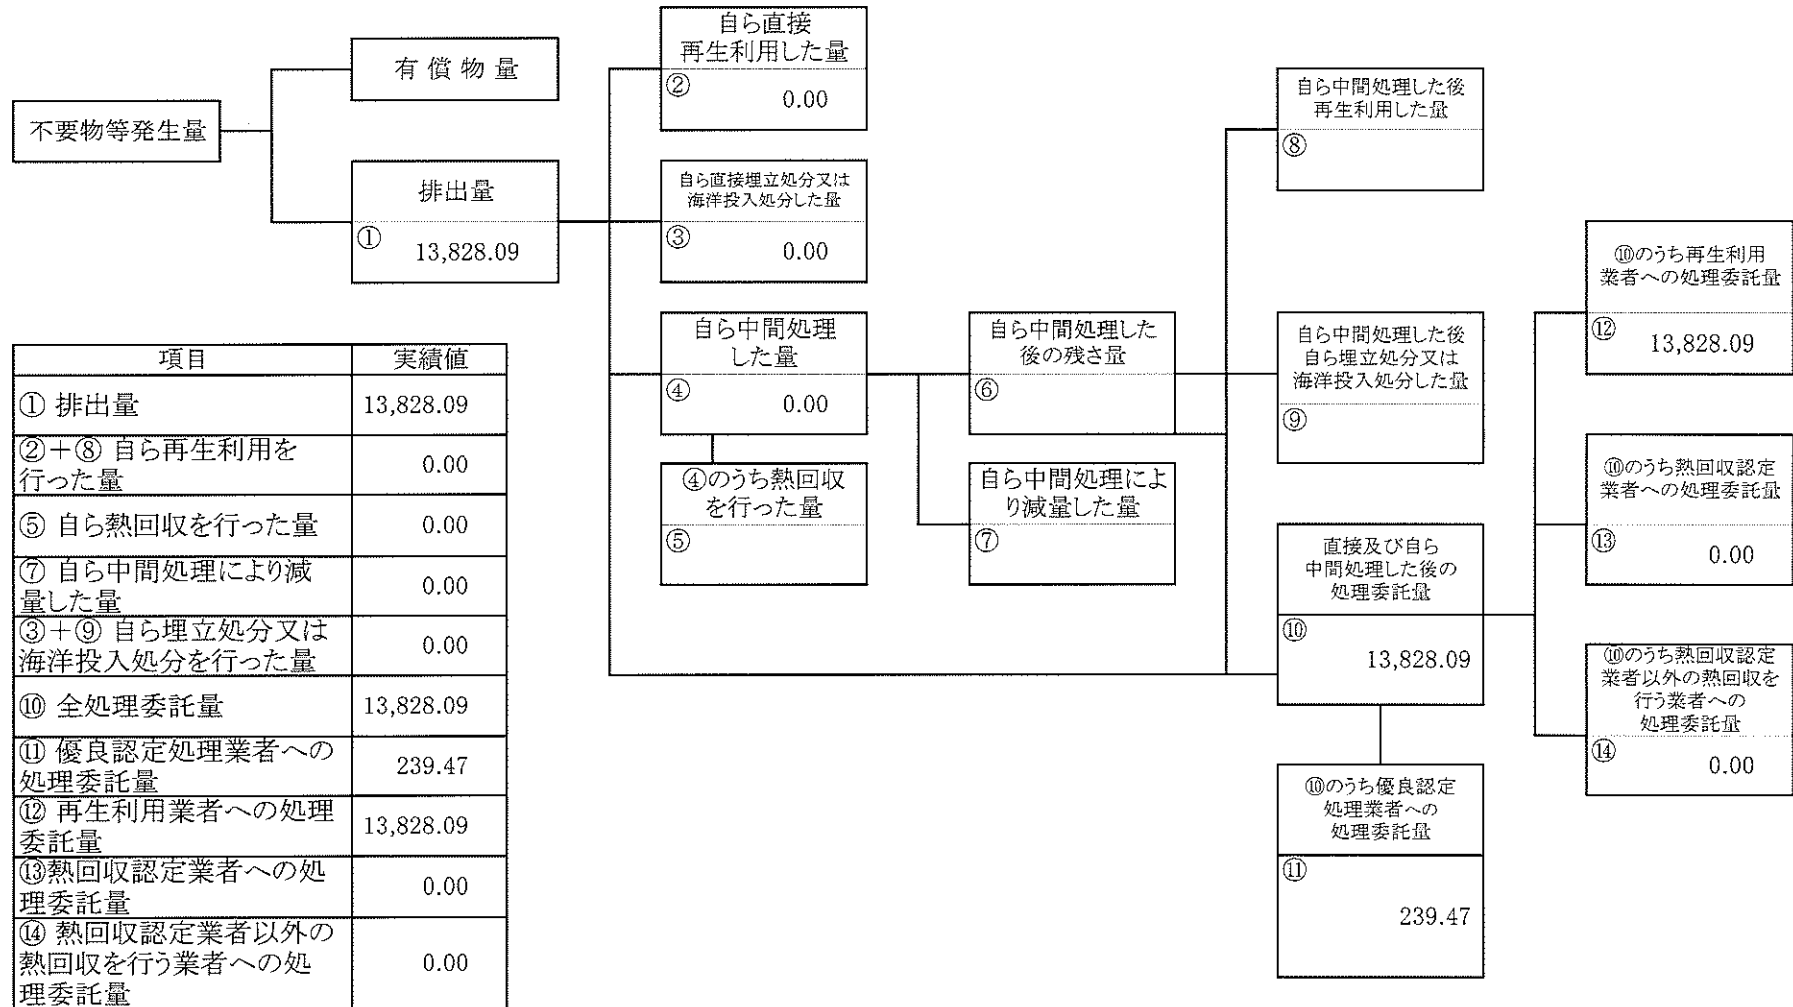 不要物等発生量
有 償 物 量
排出量
①
13,828.09
自ら直接
再生利用した量
②
0.00
自ら直接埋立処分又は
海洋投入処分した量
③
0.00
自ら中間処理
した量
④
0.00
④のうち熱回収
を行った量
⑤
自ら中間処理した
後の残さ量
⑥
自ら中間処理によ
り減量した量
⑦
自ら中間処理した後
再生利用した量
⑧
自ら中間処理した後
自ら埋立処分又は
海洋投入処分した量
⑨
直接及び自ら
中間処理した後の
処理委託量
⑩
13,828.09
⑩のうち優良認定
処理業者への
処理委託量
⑪
239.47
⑩のうち再生利用
業者への処理委託量
⑫
13,828.09
⑩のうち熱回収認定
業者への処理委託量
⑬
0.00
⑩のうち熱回収認定
業者以外の熱回収を
行う業者への
処理委託量
⑭
0.00
項目 実績値
① 排出量 13,828.09
②+⑧ 自ら再生利用を
行った量 0.00
⑤ 自ら熱回収を行った量 0.00
⑦ 自ら中間処理により減
量した量 0.00
③+⑨ 自ら埋立処分又は
海洋投入処分を行った量 0.00
⑩ 全処理委託量 13,828.09
⑪ 優良認定処理業者への
処理委託量 239.47
⑫ 再生利用業者への処理
委託量 13,828.09
⑬熱回収認定業者への処
理委託量 0.00
⑭ 熱回収認定業者以外の
熱回収を行う業者への処
理委託量 0.00